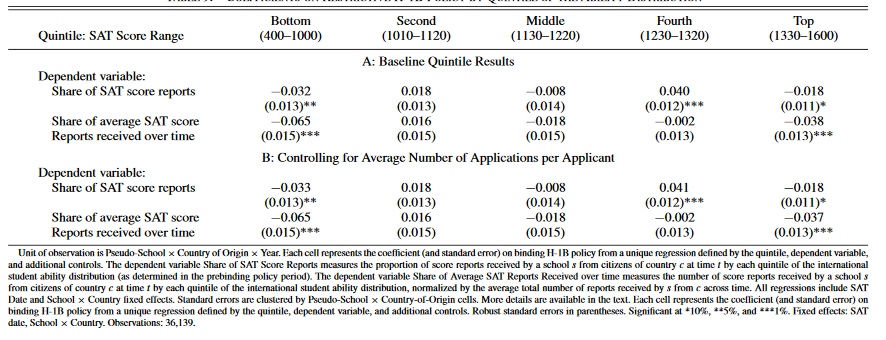 Quintile: SAT Score Range Bottom (400–1000) Second (1010–1120) Middle (1130–1220) Fourth (1230–1320) Top (1330–1600)
A: Baseline Quintile Results
Dependent variable:
Share of SAT score reports −0.032 0.018 −0.008 0.040 −0.018
(0.013)** (0.013) (0.014) (0.012)*** (0.011)*
Share of average SAT score −0.065 0.016 −0.018 −0.002 −0.038
Reports received over time (0.015)*** (0.015) (0.015) (0.013) (0.013)***
B: Controlling for Average Number of Applications per Applicant
Dependent variable:
Share of SAT score reports −0.033 0.018 −0.008 0.041 −0.018
(0.013)** (0.013) (0.014) (0.012)*** (0.011)*
Share of average SAT score −0.065 0.016 −0.018 −0.002 −0.037
Reports received over time (0.015)*** (0.015) (0.015) (0.013) (0.013)***
Unit of observation is Pseudo-School × Country of Origin × Year. Each cell represents the coefficient (and standard error) on binding H-1B policy from a unique regression defined by the quintile, dependent variable,
and additional controls. The dependent variable Share of SAT Score Reports measures the proportion of score reports received by a school s from citizens of country c at time t by each quintile of the international
student ability distribution (as determined in the prebinding policy period). The dependent variable Share of Average SAT Reports Received over time measures the number of score reports received by a school s
from citizens of country c at time t by each quintile of the international student ability distribution, normalized by the average total number of reports received by s from c across time. All regressions include SAT
Date and School × Country fixed effects. Standard errors are clustered by Pseudo-School × Country-of-Origin cells. More details are available in the text. Each cell represents the coefficient (and standard error) on
binding H-1B policy from a unique regression defined by the quintile, dependent variable, and additional controls. Robust standard errors in parentheses. Significant at *10%, **5%, and ***1%. Fixed effects: SAT
date, School × Country. Observations: 36,139.